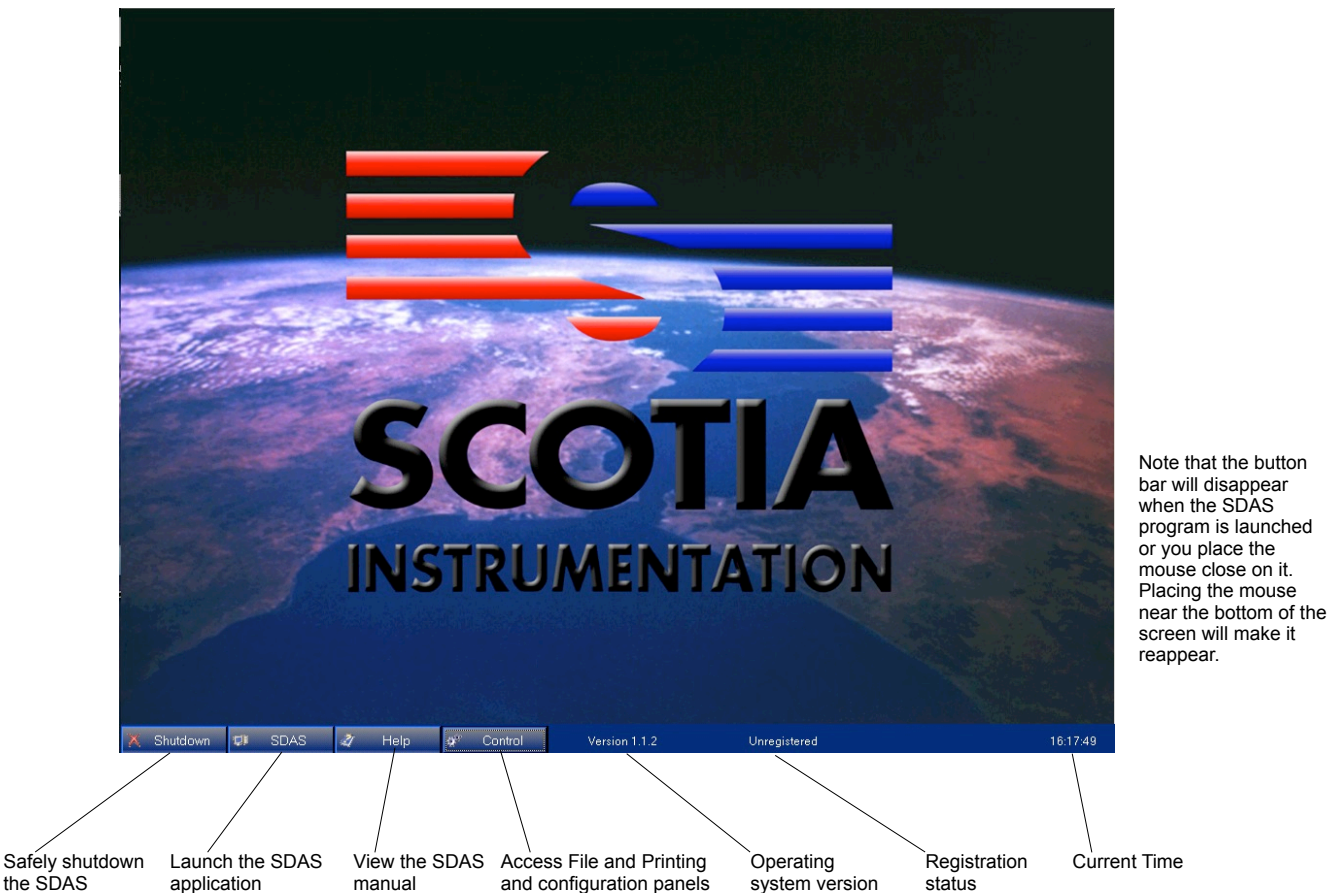 SCOTIA
INSTRUMENTATION
Note that the button
bar will disappear
when the SDAS
program is launched
or you place the
mouse close on it.
Placing the mouse
near the bottom of the
screen will make it
reappear.
Shutdown SDAS Help Control Version 1.1.2 Unregistered 16:17:49
Safely shutdown
the SDAS
Launch the SDAS
application
View the SDAS
manual
Access File and Printing
and configuration panels
Operating
system version
Registration
status
Current Time